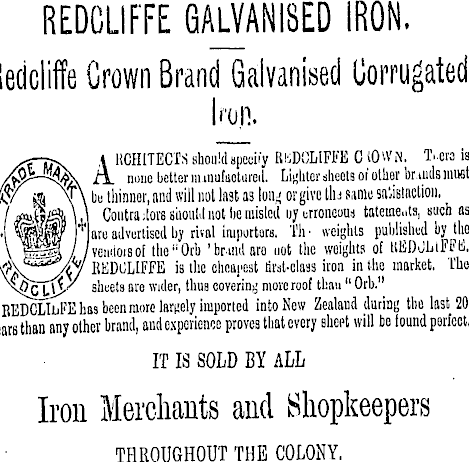 REDCLIFFE GALVANISED IRON.
Redcliffe Crown Brand Galvanised Corrugated
Iron.
TRADE MARK
REDCLIFFE
ARCHITECTS should specify REDCLIFFE CROWN. There is
none better manufactured. Lighter sheets of other brands must
be thinner, and will not last as long or give the same satisfaction.
Contractors should not be misled by erroneous statements, such as
are advertised by rival importers. The weights published by the
vendors of the "Orb" brand are not the weights of REDCLIFFE.
REDCLIFFE is the cheapest first-class iron in the market. The
sheets are wider, thus covering more roof than "Orb."
REDCLIFFE has been more largely imported into New Zealand during the last 20
years than any other brand, and experience proves that every sheet will be found perfect.
IT IS SOLD BY ALL
Iron Merchants and Shopkeepers
THROUGHOUT THE COLONY.